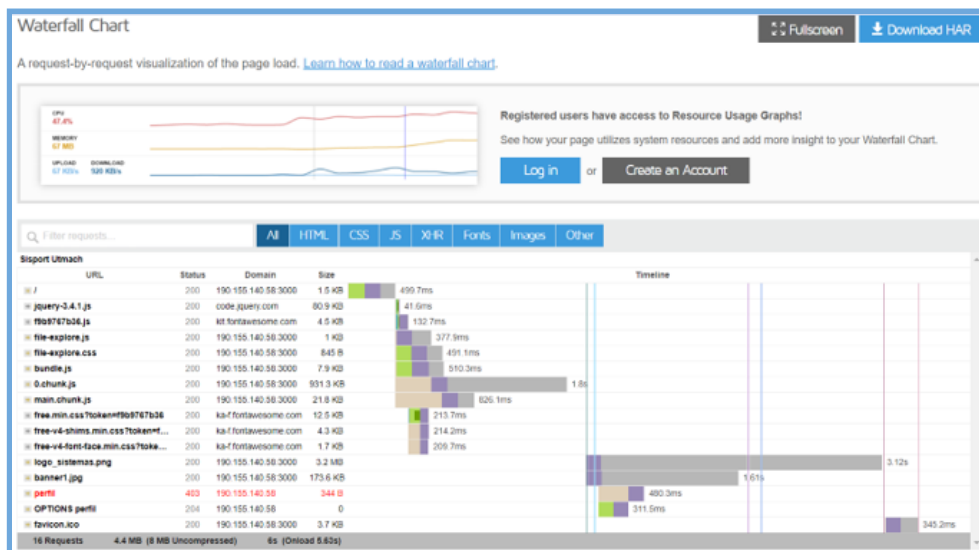 Waterfall Chart
Fullscreen
Download HAR
A request-by-request visualization of the page load. Learn how to read a waterfall chart.
CPU
47.4%
MEMORY
67 MB
UPLOAD DOWNLOAD
67 KB/s 520 KB/s
Registered users have access to Resource Usage Graphs!
See how your page utilizes system resources and add more insight to your Waterfall Chart.
Log in or Create an Account
Filter requests...
All HTML CSS JS XHR Fonts Images Other
Sisport Utmach
URL Status Domain Size Timeline
/ 200 190.155.140.58:3000 1.5 KB 499.7ms
jquery-3.4.1.js 200 code.jquery.com 80.9 KB 41.6ms
f9b9767b36.js 200 kit.fontawesome.com 4.5 KB 132.7ms
file-explore.js 200 190.155.140.58:3000 1 KB 377.9ms
file-explore.css 200 190.155.140.58:3000 845 B 491.1ms
bundle.js 200 190.155.140.58:3000 7.9 KB 510.3ms
0.chunk.js 200 190.155.140.58:3000 931.3 KB 1.8s
main.chunk.js 200 190.155.140.58:3000 21.8 KB 826.1ms
free.min.css?token=f9b9767b36 200 ka-f.fontawesome.com 12.5 KB 213.7ms
free-v4-shims.min.css?token=f... 200 ka-f.fontawesome.com 4.3 KB 214.2ms
free-v4-font-face.min.css?toke... 200 ka-f.fontawesome.com 1.7 KB 209.7ms
logo_sistemas.png 200 190.155.140.58:3000 3.2 MB 3.12s
banner1.jpg 200 190.155.140.58:3000 173.6 KB 1.61s
perfil 403 190.155.140.58 344 B 480.3ms
OPTIONS perfil 204 190.155.140.58 0 311.5ms
favicon.ico 200 190.155.140.58:3000 3.7 KB 345.2ms
16 Requests 4.4 MB (8 MB Uncompressed) 6s (Onload 5.63s)